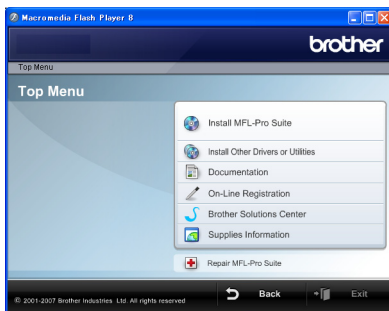 Macromedia Flash Player 8
brother
Top Menu
Top Menu
Install MFL-Pro Suite
Install Other Drivers or Utilities
Documentation
On-Line Registration
Brother Solutions Center
Supplies Information
Repair MFL-Pro Suite
© 2001-2007 Brother Industries Ltd. All rights reserved
Back
Exit